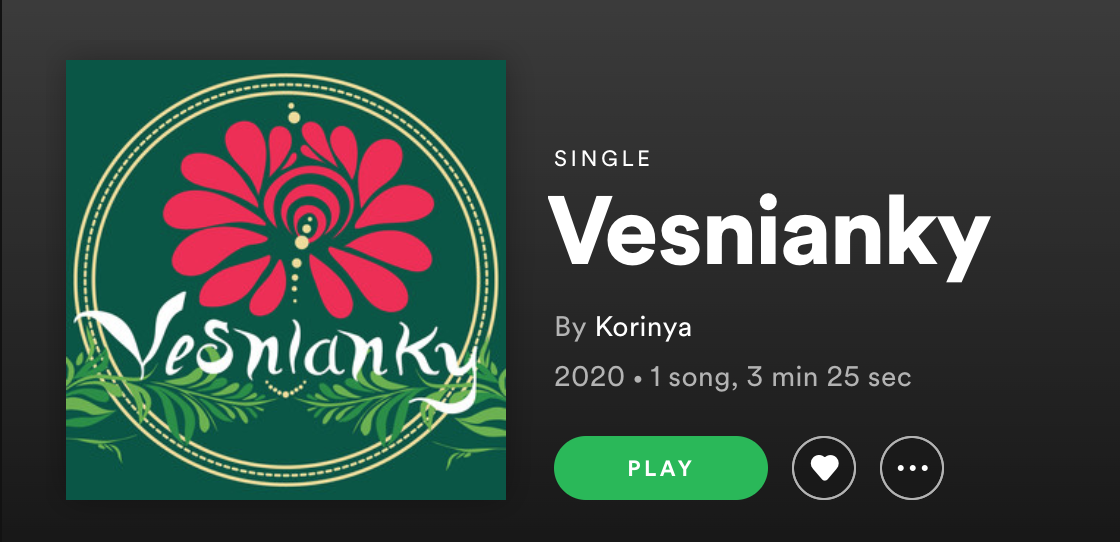 Vesnianky
SINGLE
Vesnianky
By Korinya
2020 • 1 song, 3 min 25 sec
PLAY